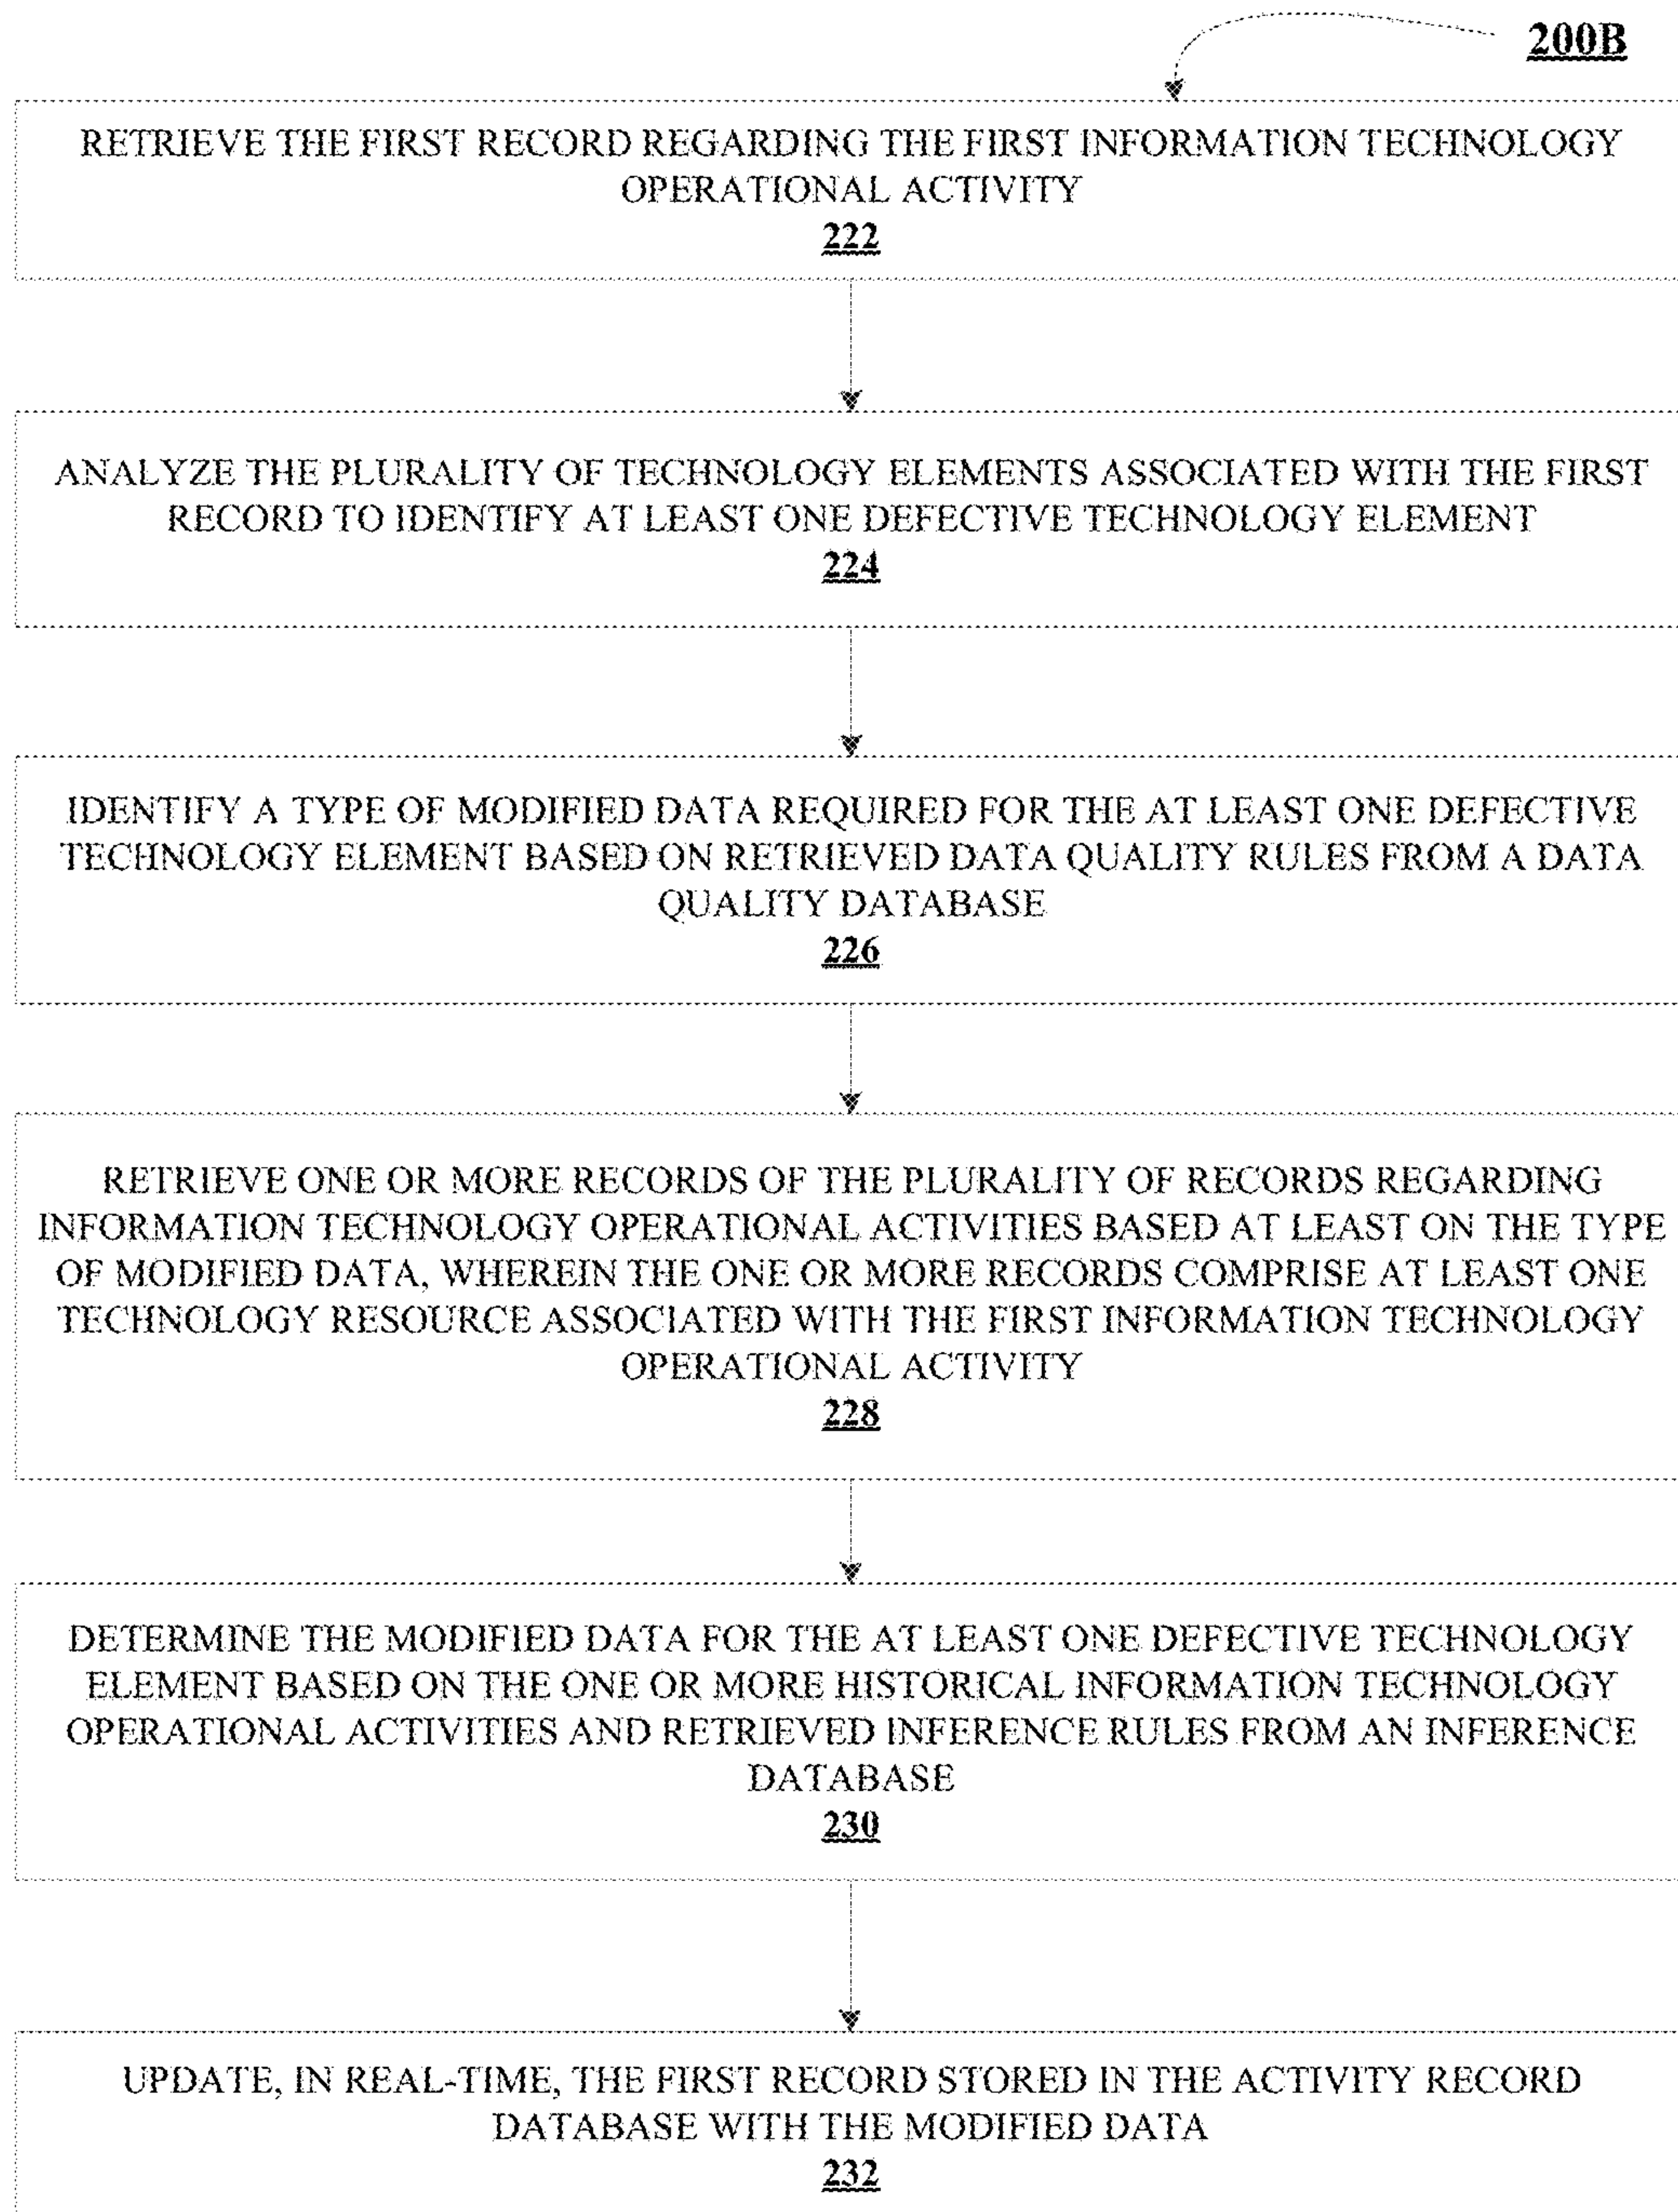 200B
RETRIEVE THE FIRST RECORD REGARDING THE FIRST INFORMATION TECHNOLOGY
OPERATIONAL ACTIVITY
222
ANALYZE THE PLURALITY OF TECHNOLOGY ELEMENTS ASSOCIATED WITH THE FIRST
RECORD TO IDENTIFY AT LEAST ONE DEFECTIVE TECHNOLOGY ELEMENT
224
IDENTIFY A TYPE OF MODIFIED DATA REQUIRED FOR THE AT LEAST ONE DEFECTIVE
TECHNOLOGY ELEMENT BASED ON RETRIEVED DATA QUALITY RULES FROM A DATA
QUALITY DATABASE
226
RETRIEVE ONE OR MORE RECORDS OF THE PLURALITY OF RECORDS REGARDING
INFORMATION TECHNOLOGY OPERATIONAL ACTIVITIES BASED AT LEAST ON THE TYPE
OF MODIFIED DATA, WHEREIN THE ONE OR MORE RECORDS COMPRISE AT LEAST ONE
TECHNOLOGY RESOURCE ASSOCIATED WITH THE FIRST INFORMATION TECHNOLOGY
OPERATIONAL ACTIVITY
228
DETERMINE THE MODIFIED DATA FOR THE AT LEAST ONE DEFECTIVE TECHNOLOGY
ELEMENT BASED ON THE ONE OR MORE HISTORICAL INFORMATION TECHNOLOGY
OPERATIONAL ACTIVITIES AND RETRIEVED INFERENCE RULES FROM AN INFERENCE
DATABASE
230
UPDATE, IN REAL-TIME, THE FIRST RECORD STORED IN THE ACTIVITY RECORD
DATABASE WITH THE MODIFIED DATA
232